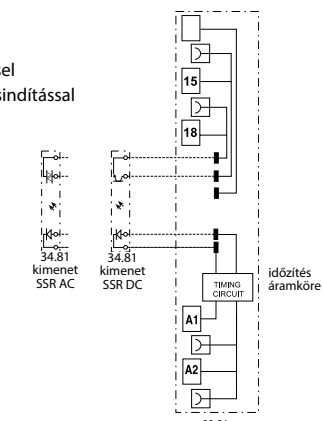 sel
sindítással
15
18
34.81
kimenet
SSR AC
34.81
kimenet
SSR DC
TIMING
CIRCUIT
időzítés
áramköre
A1
A2